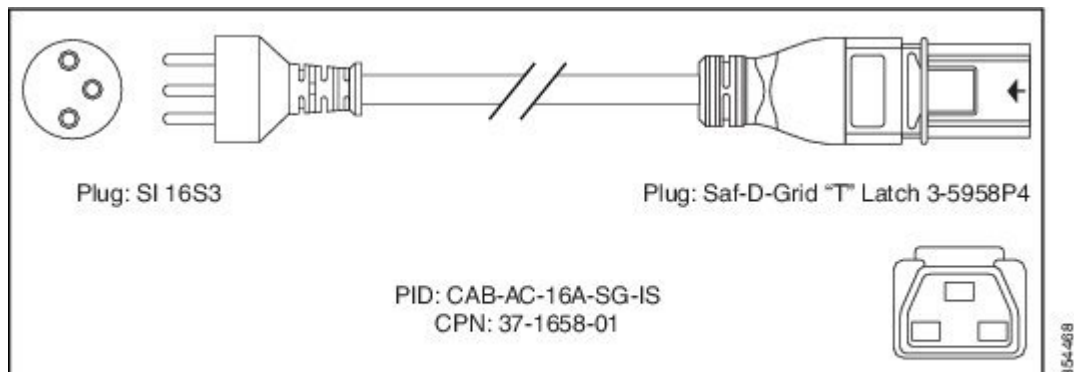 Plug: SI 16S3
Plug: Saf-D-Grid “T” Latch 3-5958P4
PID: CAB-AC-16A-SG-IS
CPN: 37-1658-01